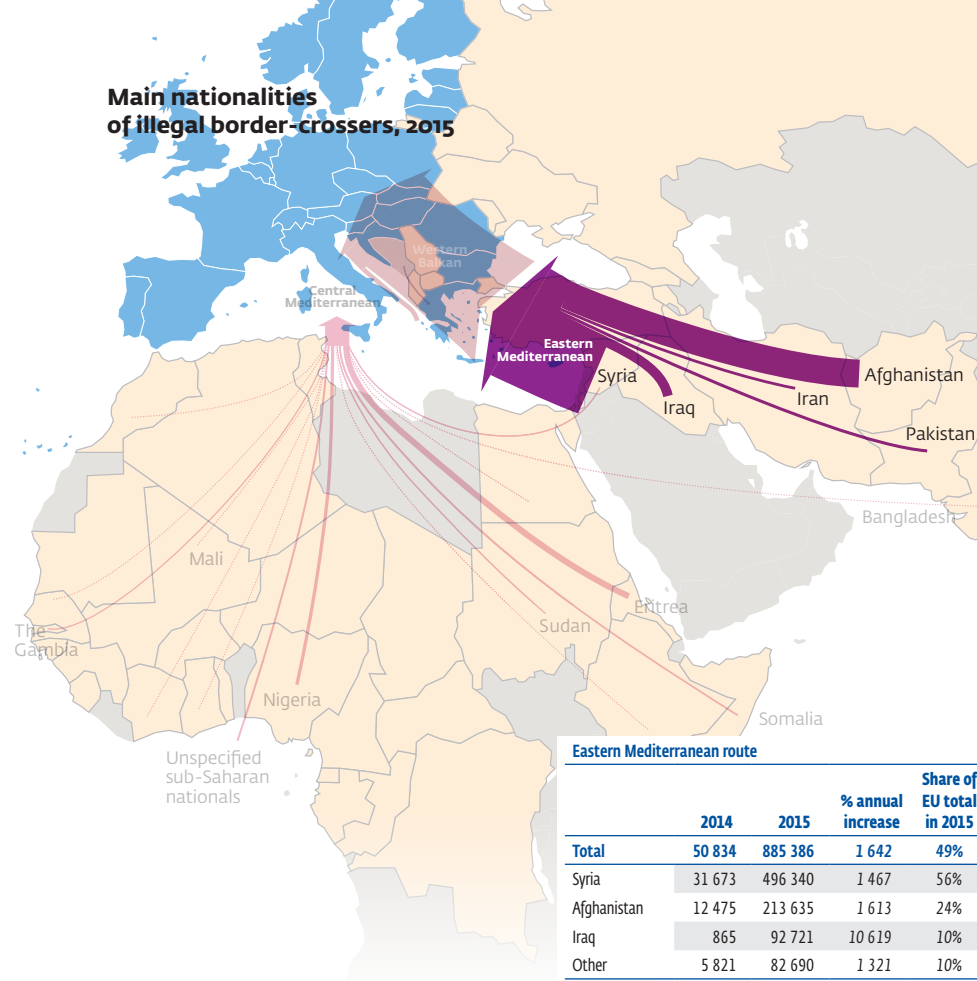 Main nationalities
of illegal border-crossers, 2015
Western
Balkan
Central
Mediterranean
Eastern
Mediterranean
Syria
Iraq
Afghanistan
Iran
Pakistan
Bangladesh
Mali
The
Gambia
Eritrea
Sudan
Nigeria
Somalia
Unspecified
sub-Saharan
nationals
Eastern Mediterranean route
2014 2015 % annual increase Share of EU total in 2015
Total 50 834 885 386 1 642 49%
Syria 31 673 496 340 1 467 56%
Afghanistan 12 475 213 635 1 613 24%
Iraq 865 92 721 10 619 10%
Other 5 821 82 690 1 321 10%